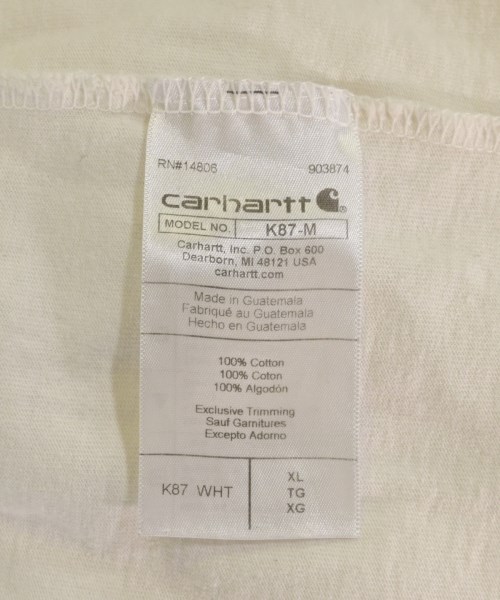 RN#14806 903874
carhartt
MODEL NO. K87-M
Carhartt, Inc. P.O. Box 600
Dearborn, MI 48121 USA
carhartt.com
Made in Guatemala
Fabriqué au Guatemala
Hecho en Guatemala
100% Cotton
100% Coton
100% Algodón
Exclusive Trimming
Sauf Garnitures
Excepto Adorno
K87 WHT
XL
TG
XG